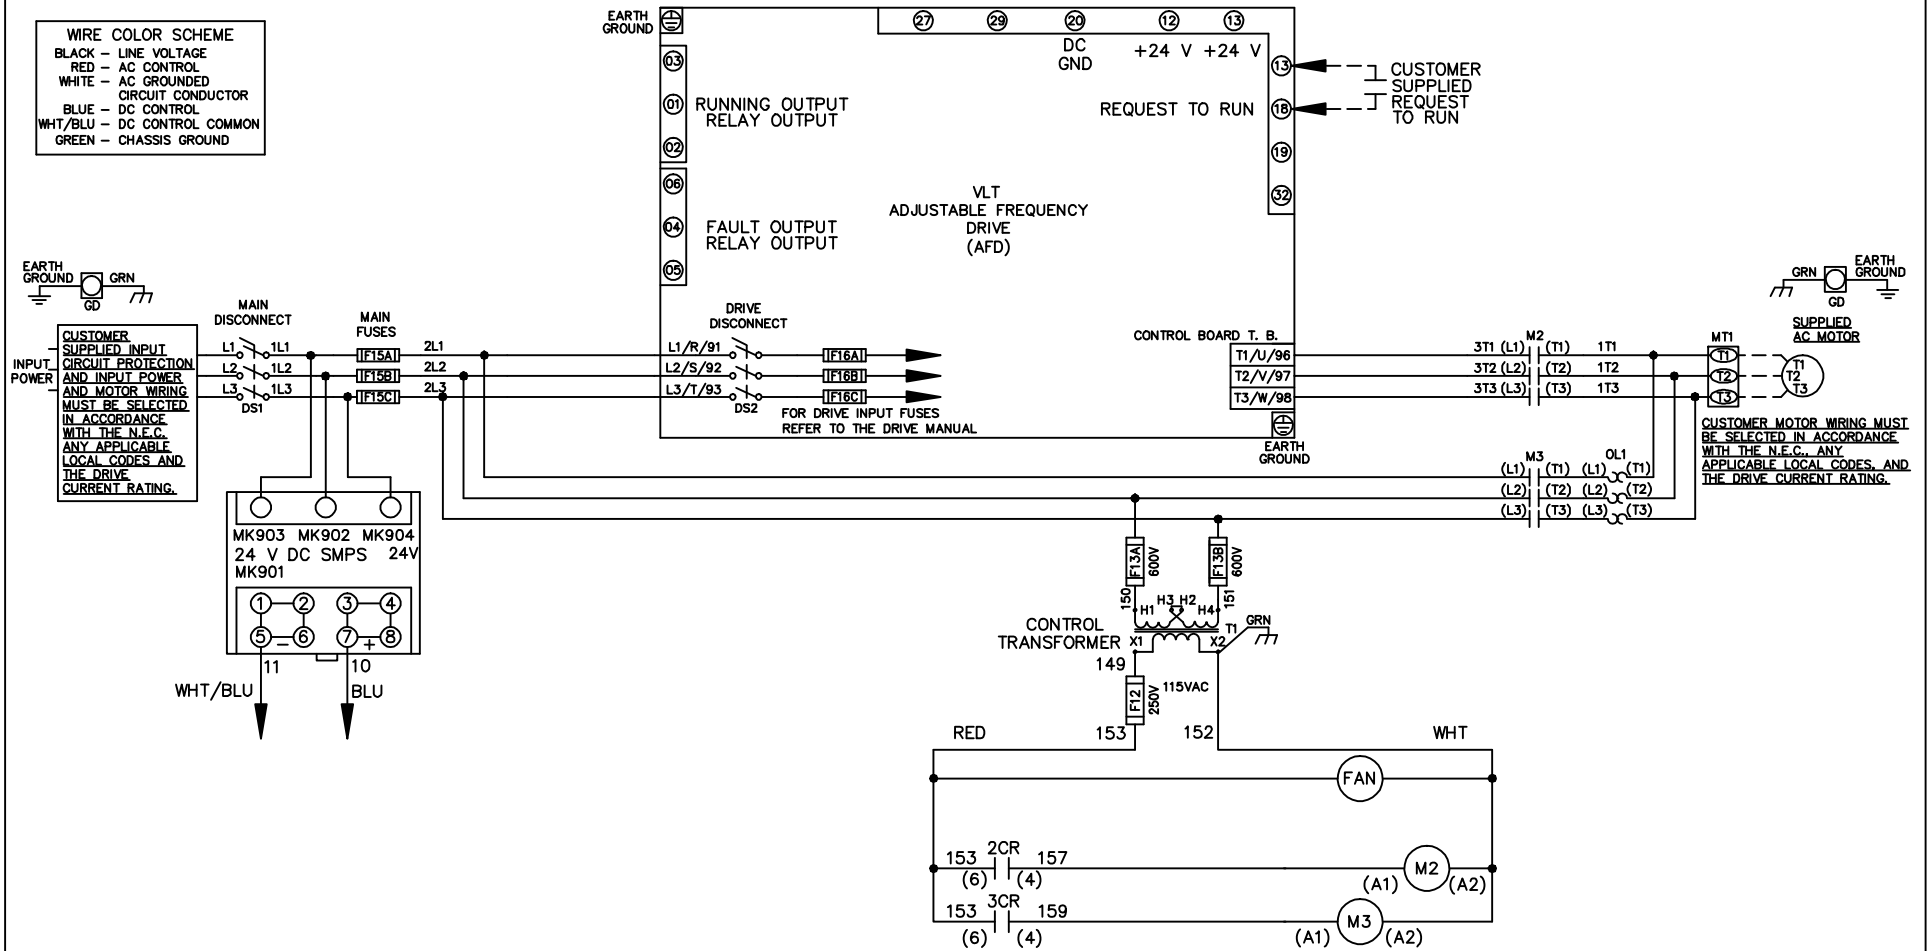 WIRE COLOR SCHEME
BLACK – LINE VOLTAGE
RED – AC CONTROL
WHITE – AC GROUNDED
CIRCUIT CONDUCTOR
BLUE – DC CONTROL
WHT/BLU – DC CONTROL COMMON
GREEN – CHASSIS GROUND
EARTH
GROUND
27 29 20 12 13
DC
GND
+24 V +24 V
03
01
02
RUNNING OUTPUT
RELAY OUTPUT
06
04
05
FAULT OUTPUT
RELAY OUTPUT
13
18
19
32
REQUEST TO RUN
CUSTOMER
SUPPLIED
REQUEST
TO RUN
VLT
ADJUSTABLE FREQUENCY
DRIVE
(AFD)
EARTH
GROUND
GRN
GD
INPUT
POWER
CUSTOMER
SUPPLIED INPUT
CIRCUIT PROTECTION
AND INPUT POWER
AND MOTOR WIRING
MUST BE SELECTED
IN ACCORDANCE
WITH THE N.E.C.
ANY APPLICABLE
LOCAL CODES AND
THE DRIVE
CURRENT RATING.
MAIN
DISCONNECT
L1 1L1
L2 1L2
L3 1L3
DS1
MAIN
FUSES
F15A 2L1
F15B 2L2
F15C 2L3
DRIVE
DISCONNECT
L1/R/91 F16A
L2/S/92 F16B
L3/T/93 F16C
DS2
FOR DRIVE INPUT FUSES
REFER TO THE DRIVE MANUAL
CONTROL BOARD T. B.
T1/U/96
T2/V/97
T3/W/98
EARTH
GROUND
M2
3T1 (L1) (T1) 1T1
3T2 (L2) (T2) 1T2
3T3 (L3) (T3) 1T3
MT1
T1
T2
T3
T1
T2
T3
GRN
GD
EARTH
GROUND
SUPPLIED
AC MOTOR
CUSTOMER MOTOR WIRING MUST
BE SELECTED IN ACCORDANCE
WITH THE N.E.C., ANY
APPLICABLE LOCAL CODES, AND
THE DRIVE CURRENT RATING.
M3 OL1
(L1) (T1) (L1) (T1)
(L2) (T2) (L2) (T2)
(L3) (T3) (L3) (T3)
MK903 MK902 MK904
24 V DC SMPS 24V
MK901
1 2 3 4
5 – 6 7 + 8
11 10
WHT/BLU BLU
F13A
600V
F13B
600V
150
151
H1 H3 H2 H4
CONTROL
TRANSFORMER
X1 X2 T1 GRN
149
F12
250V
115VAC
RED 153 152 WHT
FAN
153 2CR 157
(6) (4)
(A1) M2 (A2)
153 3CR 159
(6) (4)
(A1) M3 (A2)